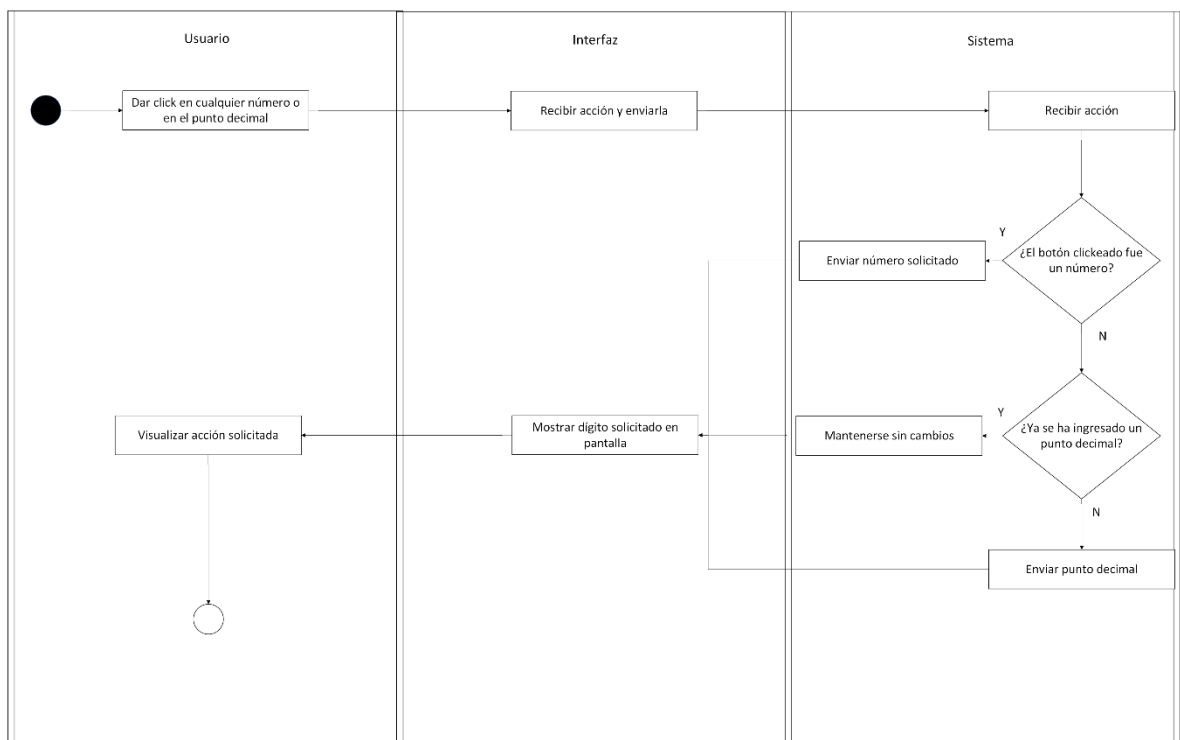 Usuario
Interfaz
Sistema
Dar click en cualquier número o
en el punto decimal
Recibir acción y enviarla
Recibir acción
Y
¿El botón clickeado fue
un número?
Enviar número solicitado
N
Y
¿Ya se ha ingresado un
punto decimal?
Mantenerse sin cambios
Mostrar dígito solicitado en
pantalla
Visualizar acción solicitada
N
Enviar punto decimal